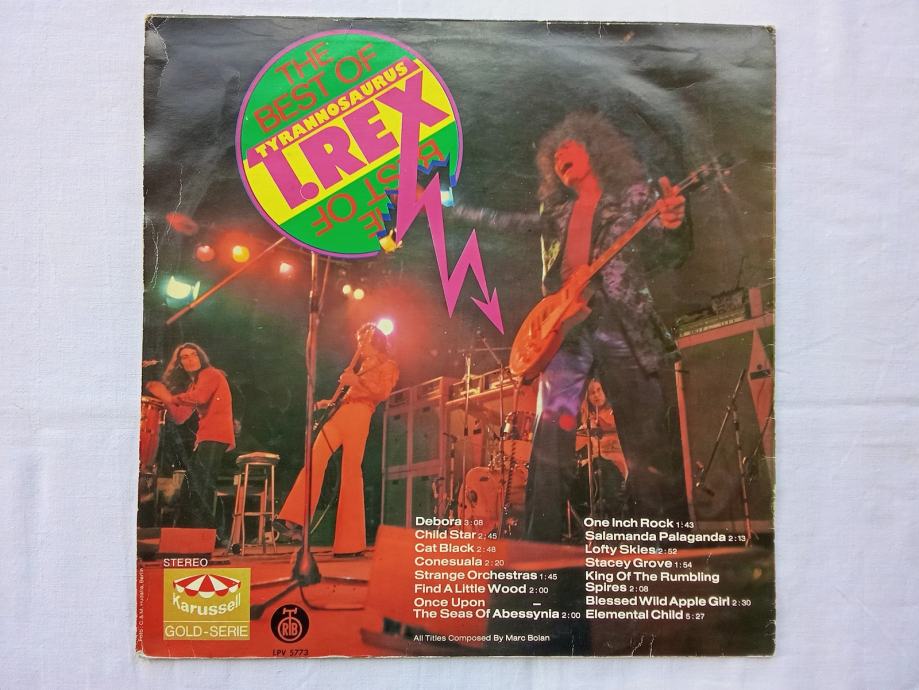 THE
BEST OF
TYRANNOSAURUS
T.REX
BEST OF
Debora 3:08
Child Star 2:45
Cat Black 2:48
Conesuala 2:20
Strange Orchestras 1:45
Find A Little Wood 2:00
Once Upon
The Seas Of Abessynia 2:00
One Inch Rock 1:43
Salamanda Palaganda 2:13
Lofty Skies 2:52
Stacey Grove 1:54
King Of The Rumbling
Spires 2:08
Blessed Wild Apple Girl 2:30
Elemental Child 5:27
All Titles Composed By Marc Bolan
STEREO
Karussell
GOLD-SERIE
RTB
LPV 5773